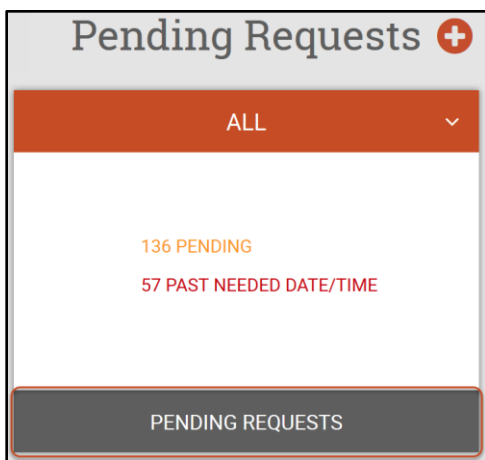 Pending Requests
ALL
136 PENDING
57 PAST NEEDED DATE/TIME
PENDING REQUESTS